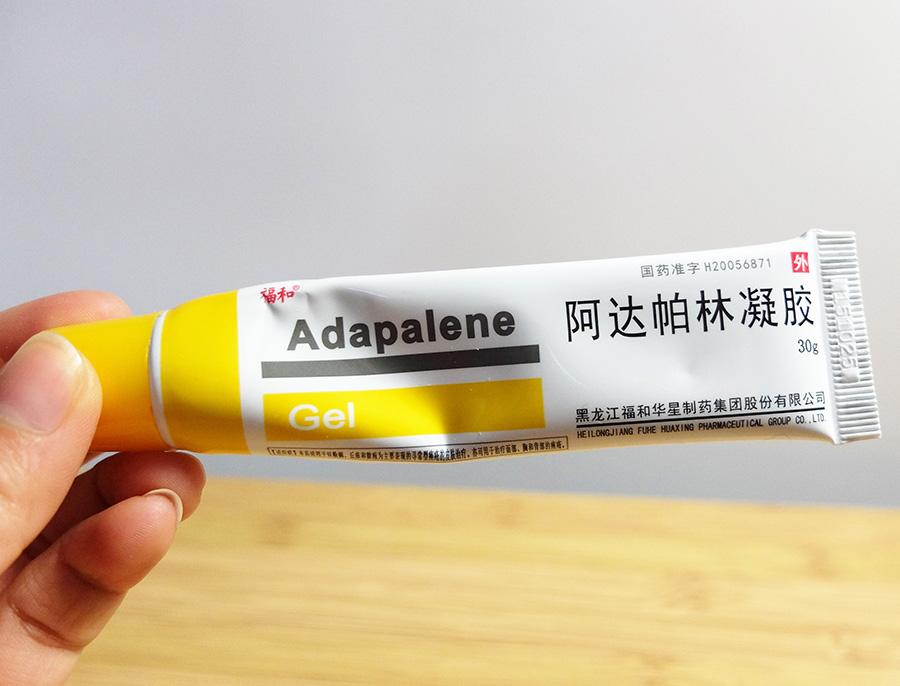 福和®
Adapalene
Gel
国药准字H20056871
外
阿达帕林凝胶
30g
黑龙江福和华星制药集团股份有限公司
HEILONGJIANG FUHE HUAXING PHARMACEUTICAL GROUP CO.,LTD